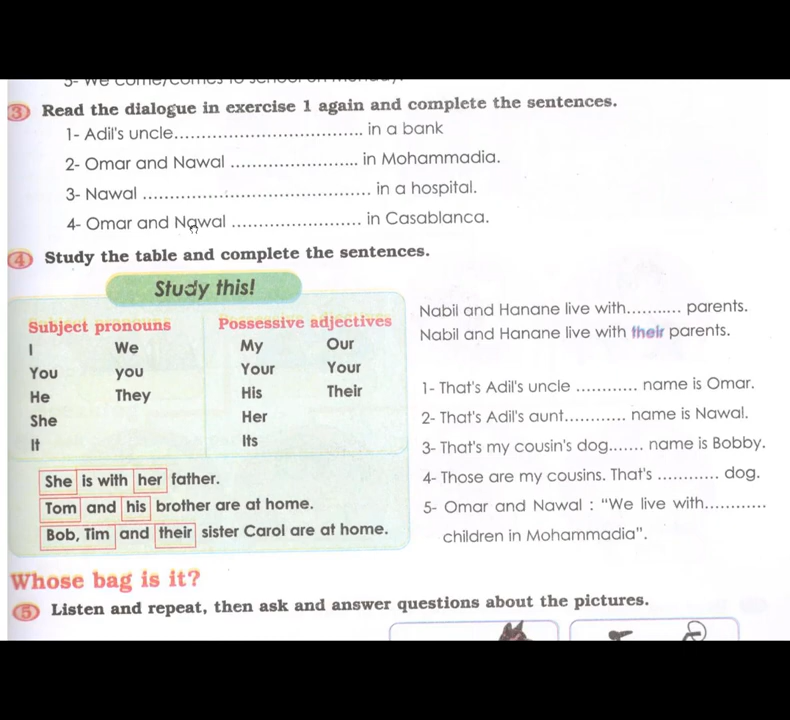 3 Read the dialogue in exercise 1 again and complete the sentences.
1- Adil's uncle.................................... in a bank
2- Omar and Nawal ........................ in Mohammadia.
3- Nawal ........................................... in a hospital.
4- Omar and Nawal ........................ in Casablanca.
4 Study the table and complete the sentences.
Study this!
Subject pronouns
I We
You you
He They
She
It
Possessive adjectives
My Our
Your Your
His Their
Her
Its
She is with her father.
Tom and his brother are at home.
Bob, Tim and their sister Carol are at home.
Nabil and Hanane live with........... parents.
Nabil and Hanane live with their parents.
1- That's Adil's uncle ............ name is Omar.
2- That's Adil's aunt............ name is Nawal.
3- That's my cousin's dog....... name is Bobby.
4- Those are my cousins. That's ............ dog.
5- Omar and Nawal : "We live with............
children in Mohammadia".
Whose bag is it?
5 Listen and repeat, then ask and answer questions about the pictures.